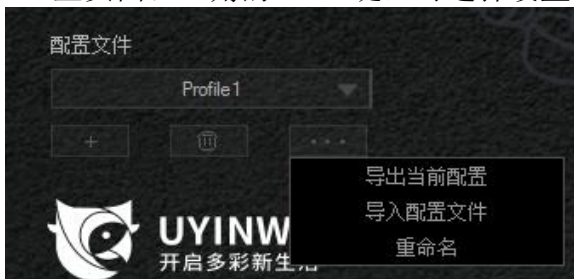 配置文件
Profile1
+
···
导出当前配置
导入配置文件
重命名
UYINW
开启多彩新生